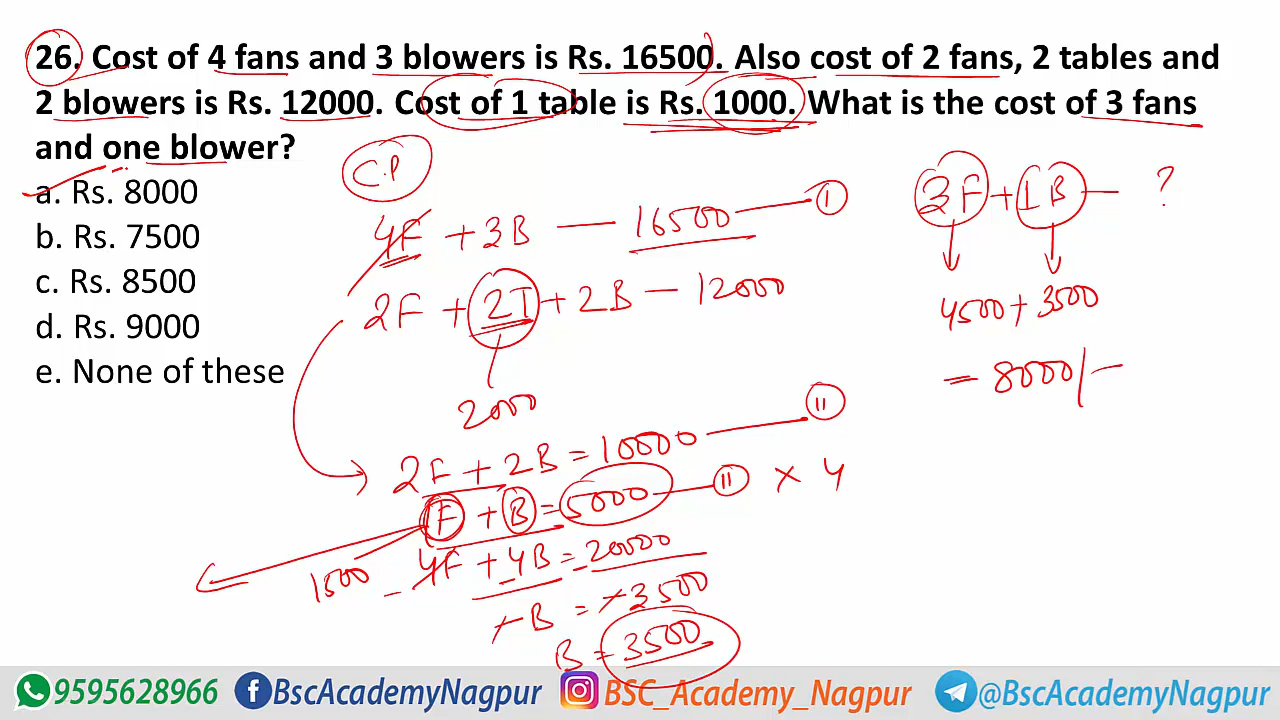 26. Cost of 4 fans and 3 blowers is Rs. 16500. Also cost of 2 fans, 2 tables and
2 blowers is Rs. 12000. Cost of 1 table is Rs. 1000. What is the cost of 3 fans
and one blower?
a. Rs. 8000
b. Rs. 7500
c. Rs. 8500
d. Rs. 9000
e. None of these
C.P
4F + 3B — 16500 — I
2F + 2T + 2B — 12000
2000
2F + 2B = 10000 — II
F + B = 5000 — II × 4
1500
- 4F + 4B = 20000
-B = -3500
B = 3500
3F + 1B — ?
4500 + 3500
= 8000/-
9595628966 BscAcademyNagpur BSC_Academy_Nagpur @BscAcademyNagpur